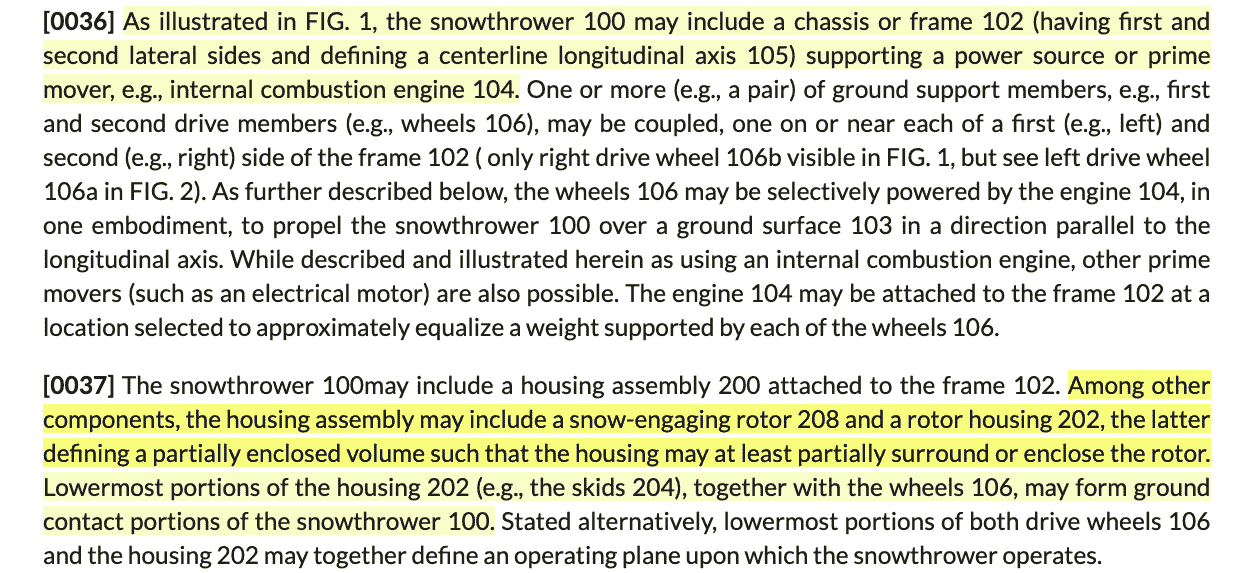 [0036] As illustrated in FIG. 1, the snowthrower 100 may include a chassis or frame 102 (having first and
second lateral sides and defining a centerline longitudinal axis 105) supporting a power source or prime
mover, e.g., internal combustion engine 104. One or more (e.g., a pair) of ground support members, e.g., first
and second drive members (e.g., wheels 106), may be coupled, one on or near each of a first (e.g., left) and
second (e.g., right) side of the frame 102 ( only right drive wheel 106b visible in FIG. 1, but see left drive wheel
106a in FIG. 2). As further described below, the wheels 106 may be selectively powered by the engine 104, in
one embodiment, to propel the snowthrower 100 over a ground surface 103 in a direction parallel to the
longitudinal axis. While described and illustrated herein as using an internal combustion engine, other prime
movers (such as an electrical motor) are also possible. The engine 104 may be attached to the frame 102 at a
location selected to approximately equalize a weight supported by each of the wheels 106.
[0037] The snowthrower 100may include a housing assembly 200 attached to the frame 102. Among other
components, the housing assembly may include a snow-engaging rotor 208 and a rotor housing 202, the latter
defining a partially enclosed volume such that the housing may at least partially surround or enclose the rotor.
Lowermost portions of the housing 202 (e.g., the skids 204), together with the wheels 106, may form ground
contact portions of the snowthrower 100. Stated alternatively, lowermost portions of both drive wheels 106
and the housing 202 may together define an operating plane upon which the snowthrower operates.